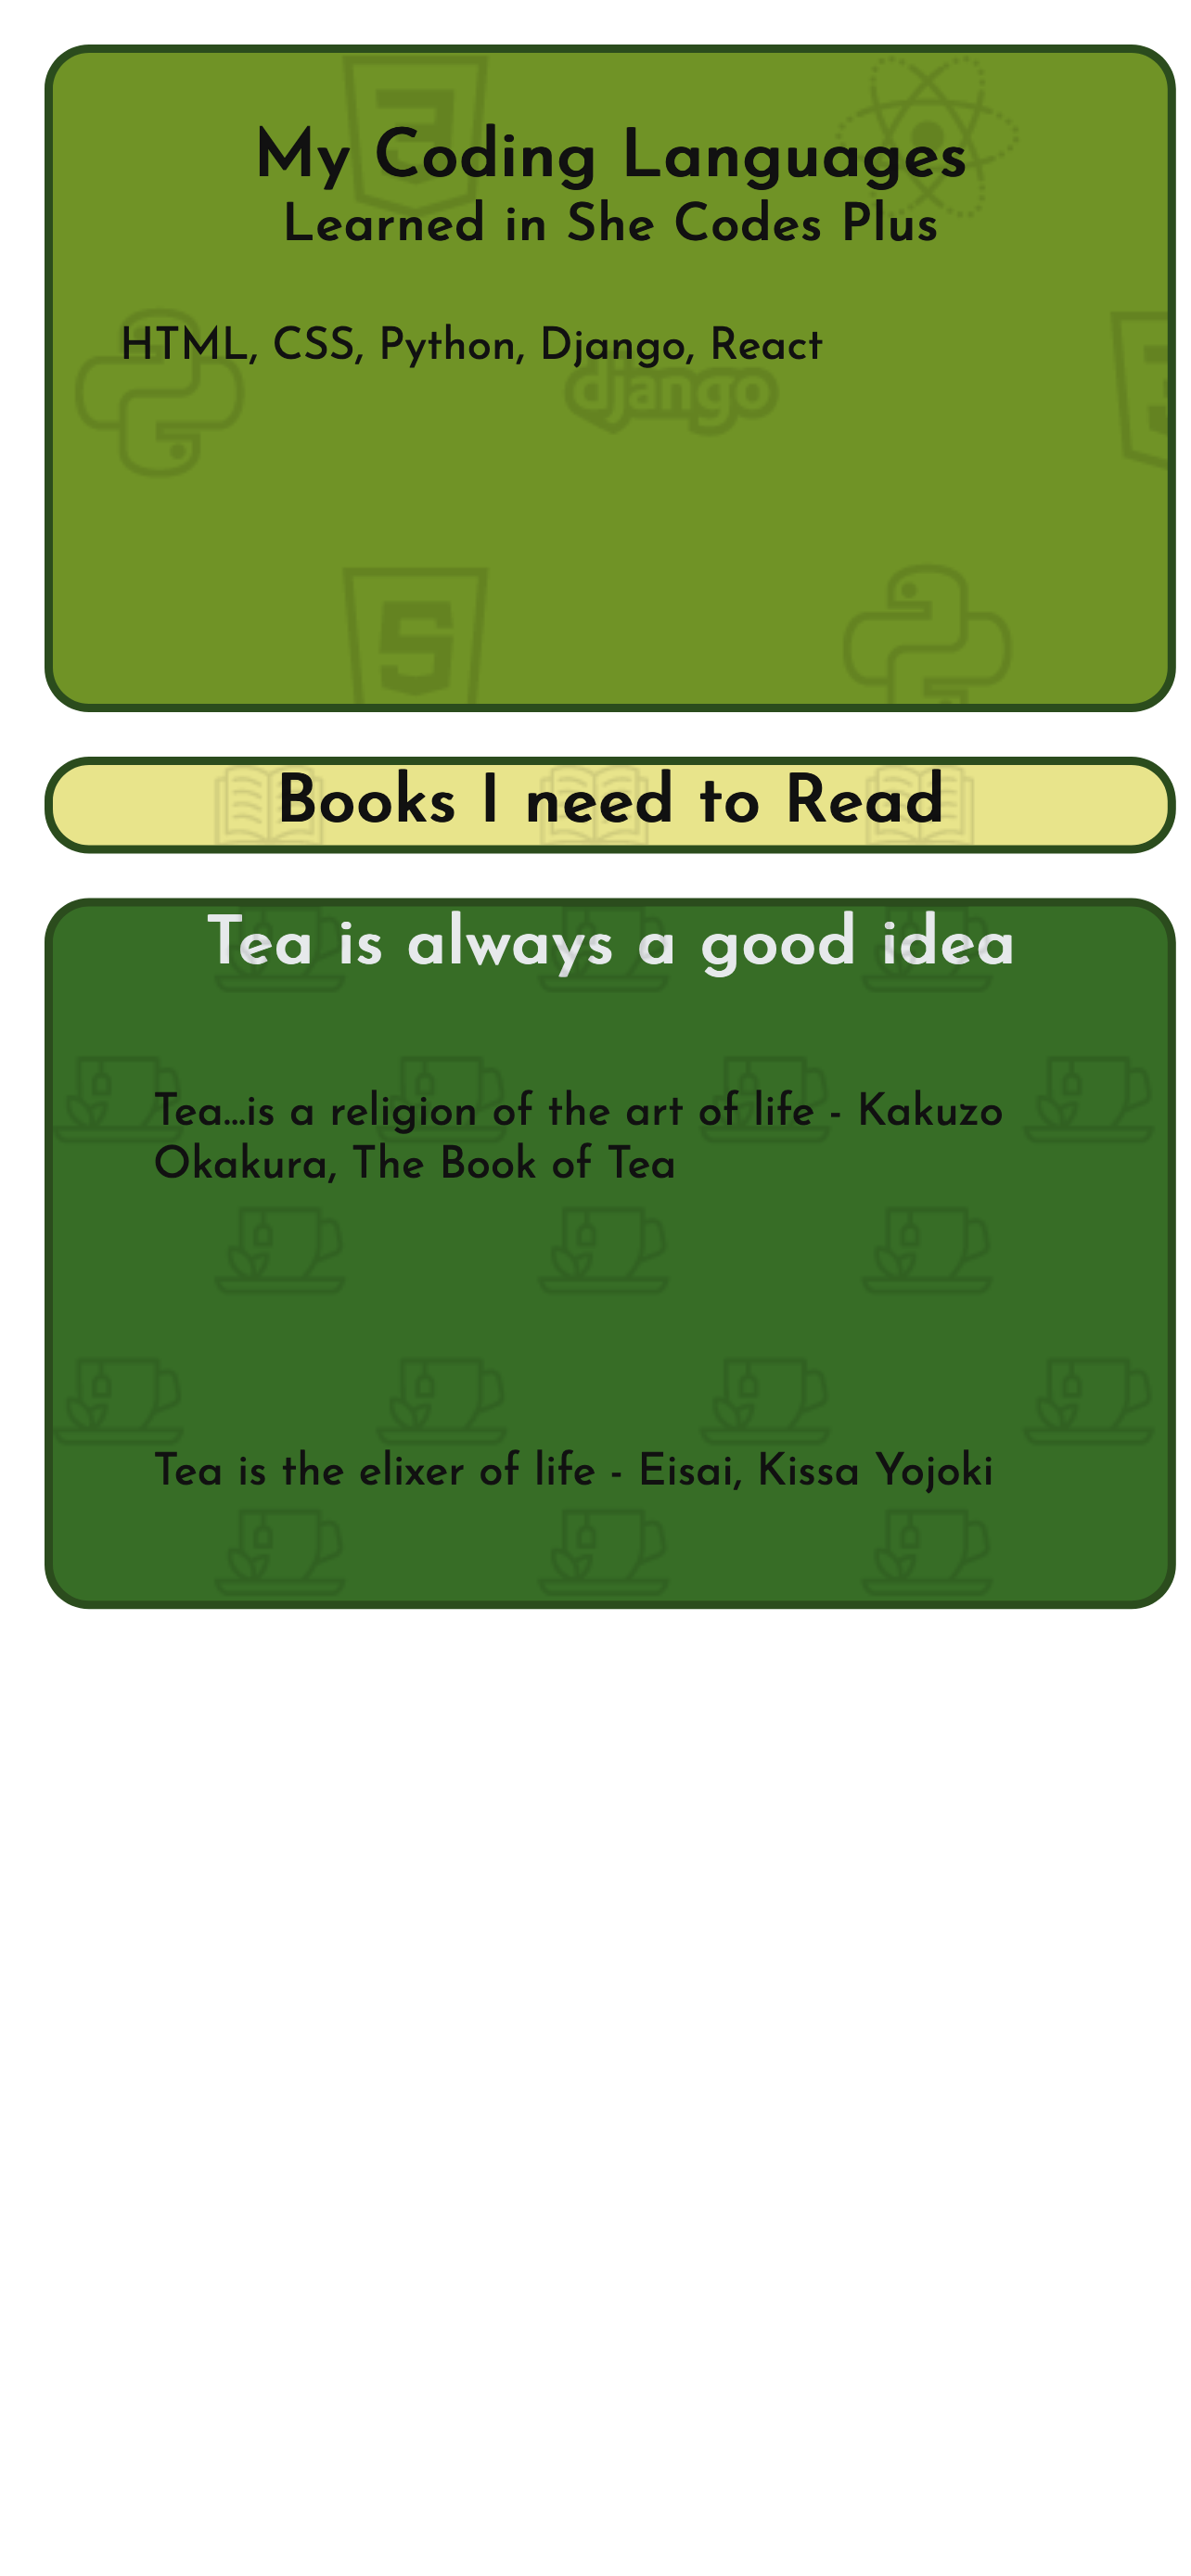 My Coding Languages
Learned in She Codes Plus
HTML, CSS, Python, Django, React
django
5
Books I need to Read
Tea is always a good idea
Tea...is a religion of the art of life - Kakuzo
Okakura, The Book of Tea
Tea is the elixer of life - Eisai, Kissa Yojoki